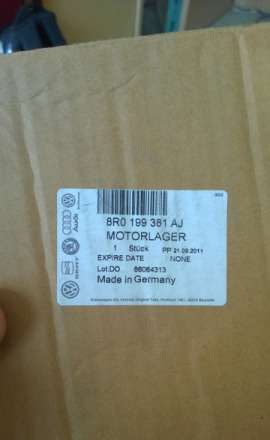 8R0 199 381 AJ
MOTORLAGER
1 Stück PP 21.09.2011
EXPIRE DATE NONE
Lot.DO 66064313
Made in Germany
Audi